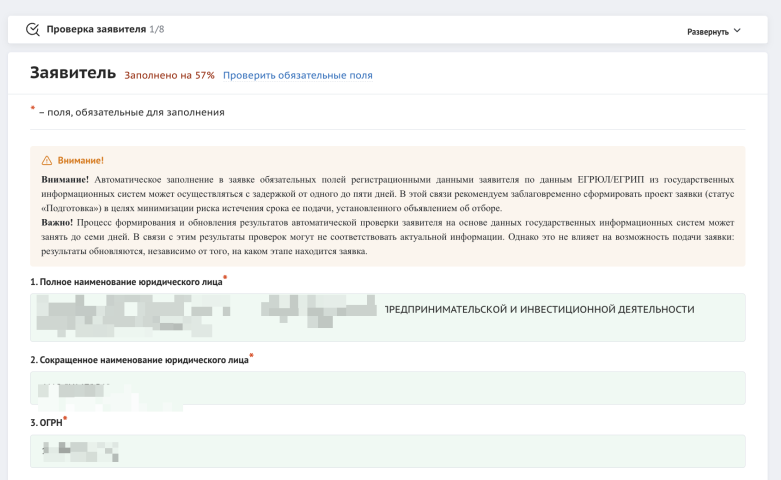 Проверка заявителя 1/8
Развернуть
Заявитель Заполнено на 57% Проверить обязательные поля
* – поля, обязательные для заполнения
Внимание!
Внимание! Автоматическое заполнение в заявке обязательных полей регистрационными данными заявителя по данным ЕГРЮЛ/ЕГРИП из государственных
информационных систем может осуществляться с задержкой от одного до пяти дней. В этой связи рекомендуем заблаговременно сформировать проект заявки (статус
«Подготовка») в целях минимизации риска истечения срока ее подачи, установленного объявлением об отборе.
Важно! Процесс формирования и обновления результатов автоматической проверки заявителя на основе данных государственных информационных систем может
занять до семи дней. В связи с этим результаты проверок могут не соответствовать актуальной информации. Однако это не влияет на возможность подачи заявки:
результаты обновляются, независимо от того, на каком этапе находится заявка.
1. Полное наименование юридического лица*
РЕДПРИНИМАТЕЛЬСКОЙ И ИНВЕСТИЦИОННОЙ ДЕЯТЕЛЬНОСТИ
2. Сокращенное наименование юридического лица*
3. ОГРН*